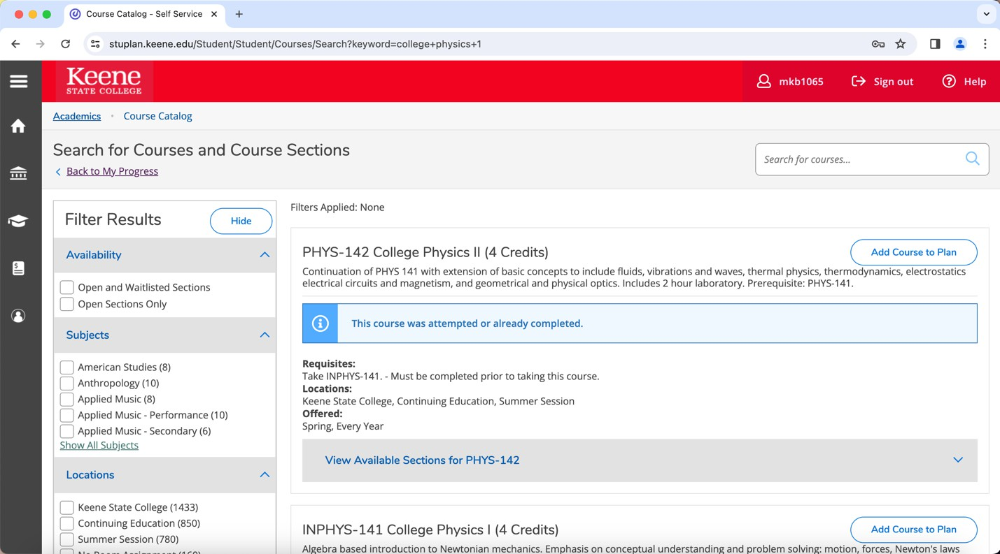 Course Catalog - Self Service
stuplan.keene.edu/Student/Student/Courses/Search?keyword=college+physics+1
Keene
STATE COLLEGE
mkb1065
Sign out
Help
Academics
Course Catalog
Search for Courses and Course Sections
Back to My Progress
Search for courses...
Filter Results
Hide
Availability
Open and Waitlisted Sections
Open Sections Only
Subjects
American Studies (8)
Anthropology (10)
Applied Music (8)
Applied Music - Performance (10)
Applied Music - Secondary (6)
Show All Subjects
Locations
Keene State College (1433)
Continuing Education (850)
Summer Session (780)
No Room Assignment (160)
Filters Applied: None
PHYS-142 College Physics II (4 Credits)
Add Course to Plan
Continuation of PHYS 141 with extension of basic concepts to include fluids, vibrations and waves, thermal physics, thermodynamics, electrostatics
electrical circuits and magnetism, and geometrical and physical optics. Includes 2 hour laboratory. Prerequisite: PHYS-141.
This course was attempted or already completed.
Requisites:
Take INPHYS-141. - Must be completed prior to taking this course.
Locations:
Keene State College, Continuing Education, Summer Session
Offered:
Spring, Every Year
View Available Sections for PHYS-142
INPHYS-141 College Physics I (4 Credits)
Add Course to Plan
Algebra based introduction to Newtonian mechanics. Emphasis on conceptual understanding and problem solving: motion, forces, Newton's laws